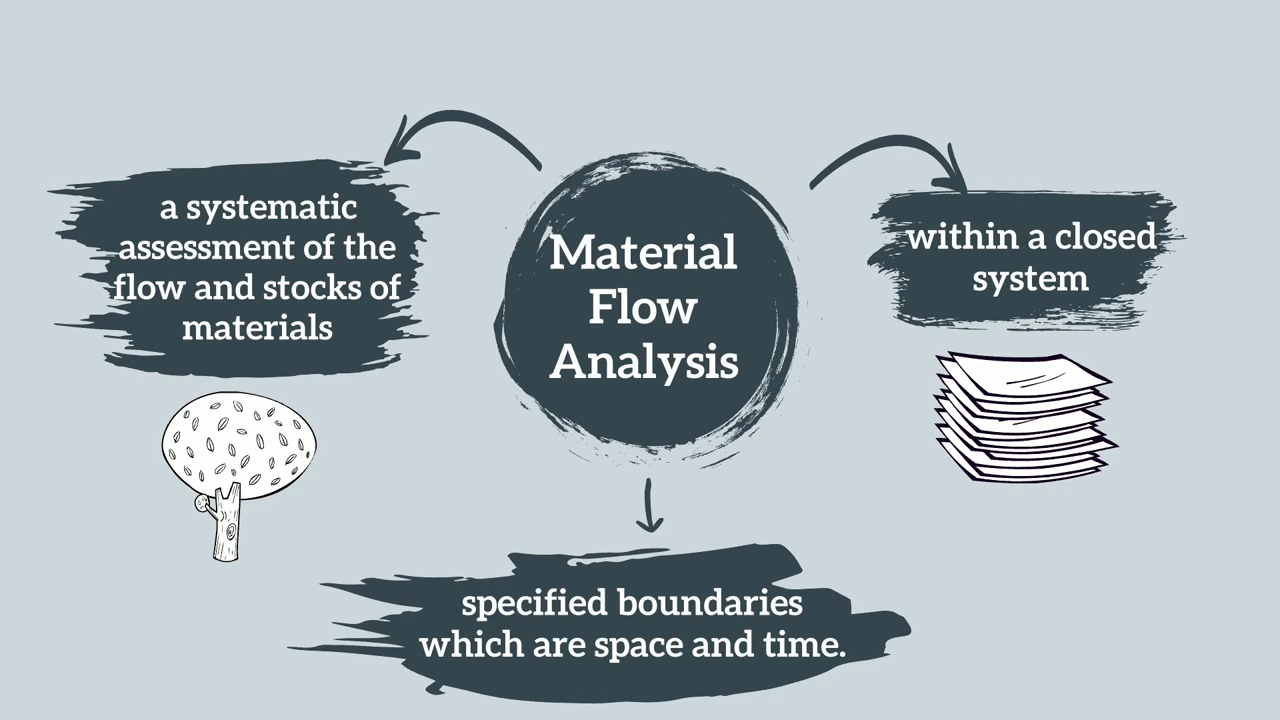 a systematic
assessment of the
flow and stocks of
materials
Material
Flow
Analysis
within a closed
system
specified boundaries
which are space and time.